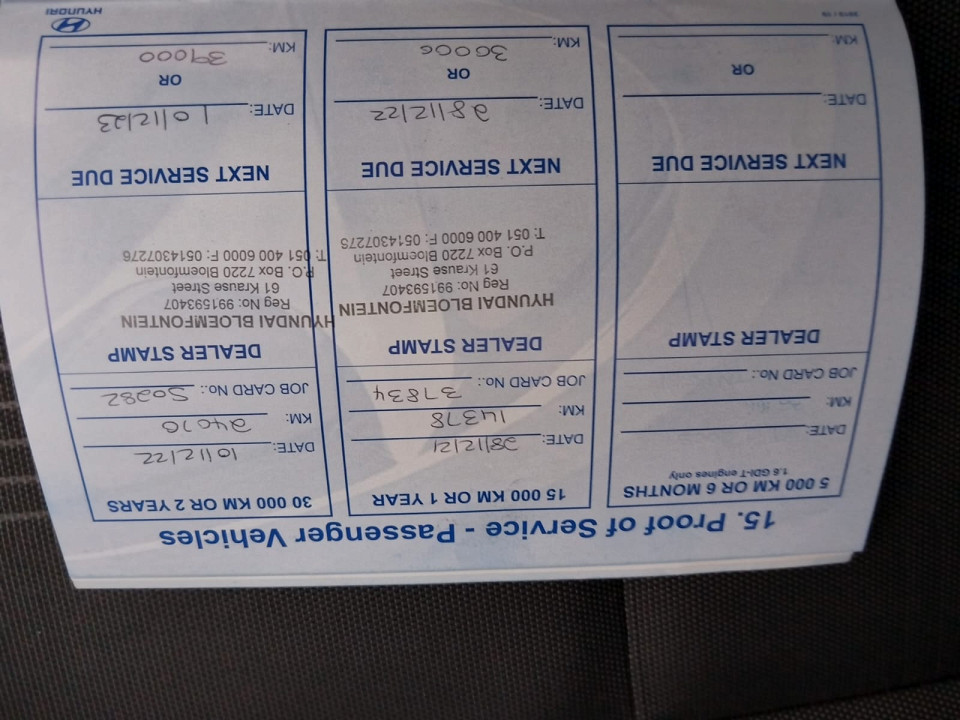 15. Proof of Service - Passenger Vehicles
5 000 KM OR 6 MONTHS
1.6 GDI-T engines only
DATE:
KM:
JOB CARD No.:
DEALER STAMP
NEXT SERVICE DUE
DATE:
OR
KM:
15 000 KM OR 1 YEAR
DATE: 28/12/21
KM: 14378
JOB CARD No.: 37834
DEALER STAMP
HYUNDAI BLOEMFONTEIN
Reg No: 991593407
61 Krause Street
P.O. Box 7220 Bloemfontein
T: 051 400 6000 F: 0514307275
NEXT SERVICE DUE
DATE: 28/12/22
OR
KM: 30000
30 000 KM OR 2 YEARS
DATE: 10/12/22
KM: 24010
JOB CARD No.: 50282
DEALER STAMP
HYUNDAI BLOEMFONTEIN
Reg No: 991593407
61 Krause Street
P.O. Box 7220 Bloemfontein
T: 051 400 6000 F: 0514307276
NEXT SERVICE DUE
DATE: 10/12/23
OR
KM: 39000
HYUNDAI